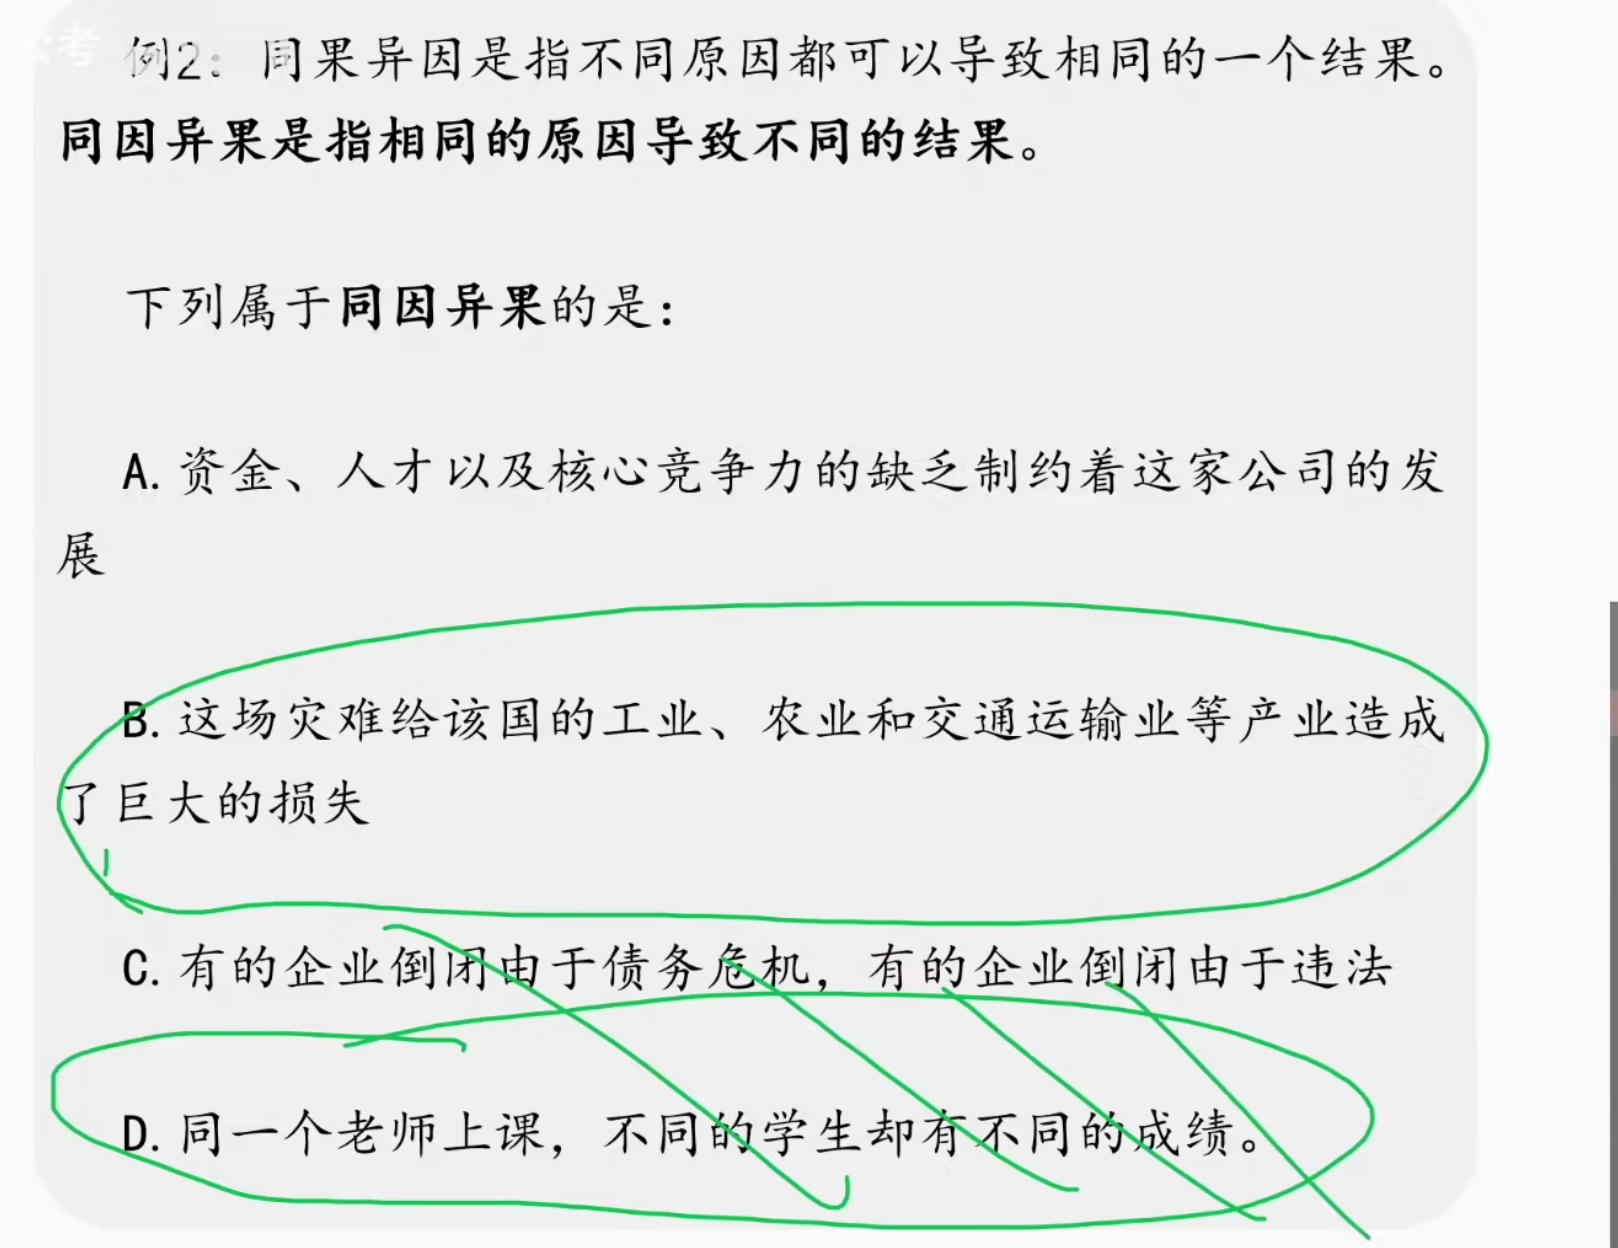 公考
例2：同果异因是指不同原因都可以导致相同的一个结果。
同因异果是指相同的原因导致不同的结果。
下列属于同因异果的是：
A. 资金、人才以及核心竞争力的缺乏制约着这家公司的发
展
B. 这场灾难给该国的工业、农业和交通运输业等产业造成
了巨大的损失
C. 有的企业倒闭由于债务危机，有的企业倒闭由于违法
D. 同一个老师上课，不同的学生却有不同的成绩。